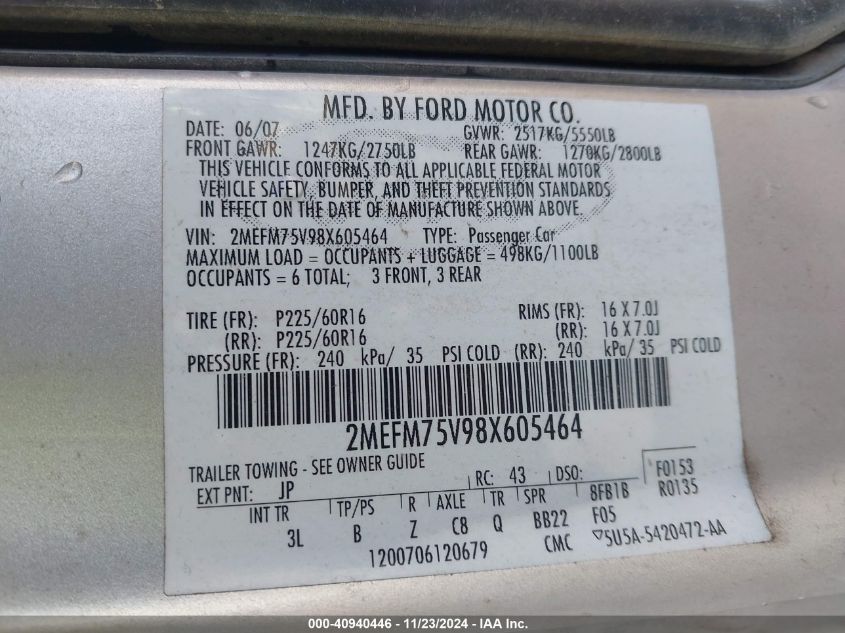 MFD. BY FORD MOTOR CO.
DATE: 06/07 GVWR: 2517KG/5550LB
FRONT GAWR: 1247KG/2750LB REAR GAWR: 1270KG/2800LB
THIS VEHICLE CONFORMS TO ALL APPLICABLE FEDERAL MOTOR
VEHICLE SAFETY, BUMPER, AND THEFT PREVENTION STANDARDS
IN EFFECT ON THE DATE OF MANUFACTURE SHOWN ABOVE.
VIN: 2MEFM75V98X605464 TYPE: Passenger Car
MAXIMUM LOAD = OCCUPANTS + LUGGAGE = 498KG/1100LB
OCCUPANTS = 6 TOTAL; 3 FRONT, 3 REAR
TIRE (FR): P225/60R16 RIMS (FR): 16 X 7.0J
(RR): P225/60R16 (RR): 16 X 7.0J
PRESSURE (FR): 240 kPa/ 35 PSI COLD (RR): 240 kPa/ 35 PSI COLD
2MEFM75V98X605464
TRAILER TOWING - SEE OWNER GUIDE
EXT PNT: JP RC: 43 DSO: F0153
INT TR TP/PS R AXLE TR SPR 8FB1B R0135
3L B Z C8 Q BB22 F05
1200706120679 CMC ▽5U5A-5420472-AA
000-40940446 - 11/23/2024 - IAA Inc.